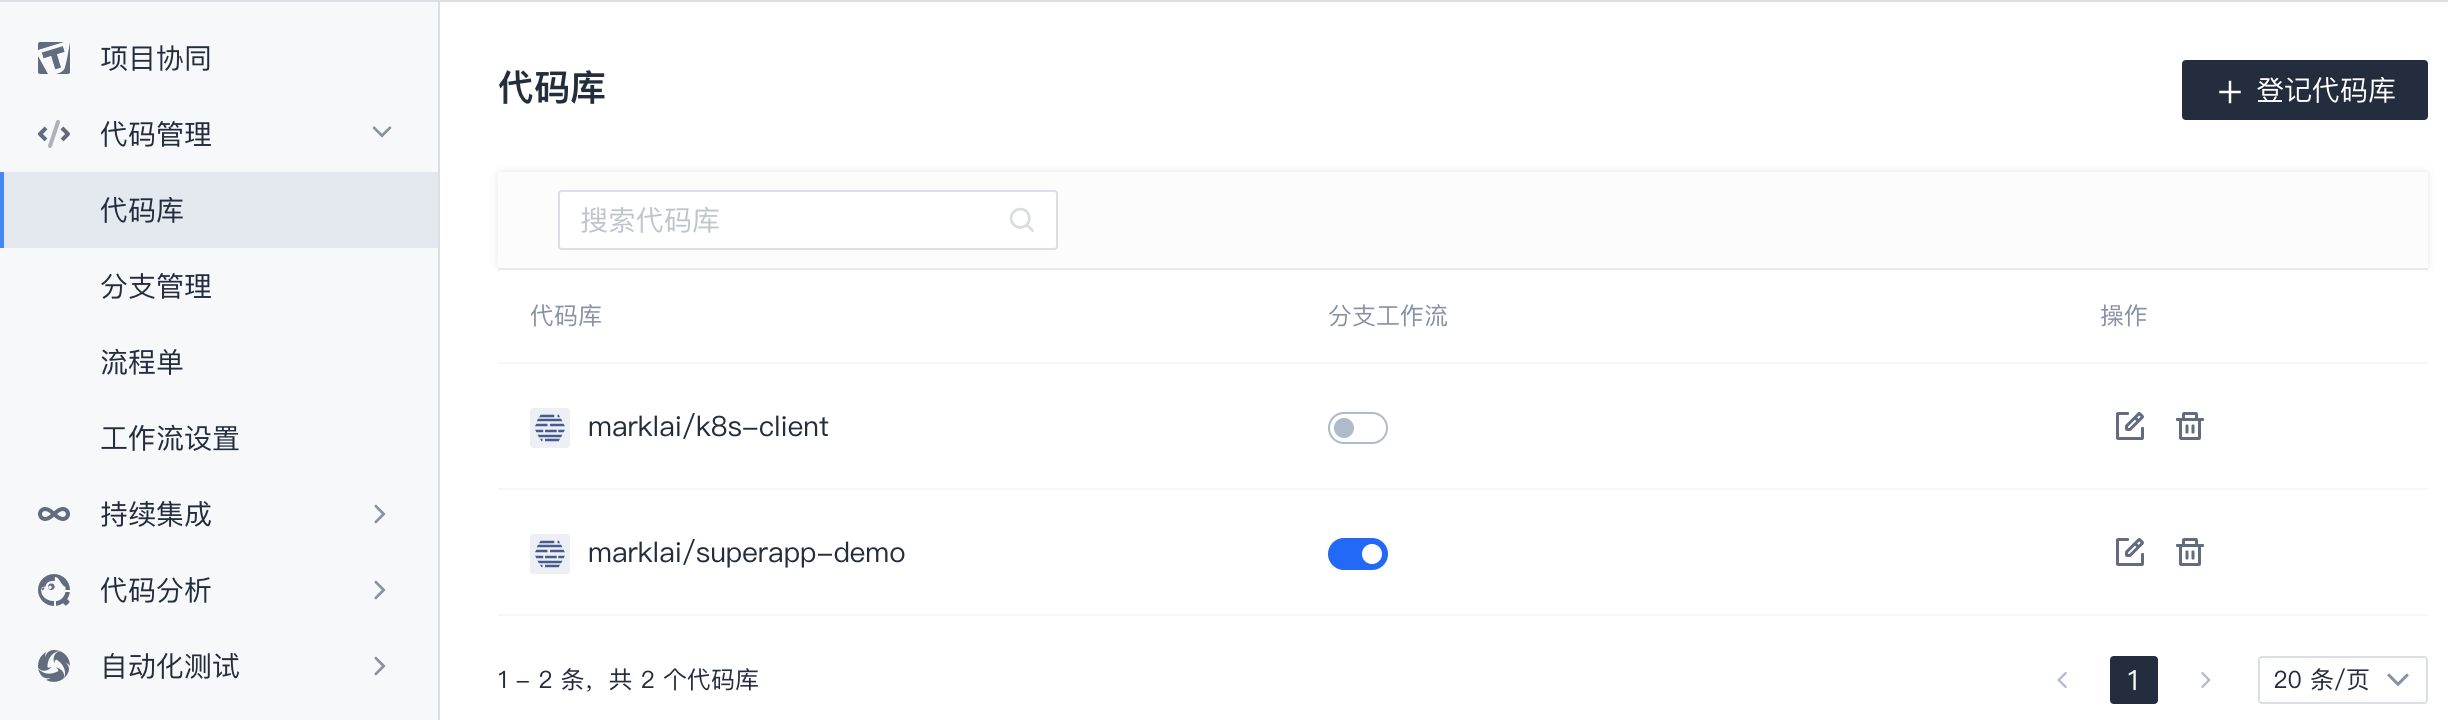 项目协同
代码管理
代码库
分支管理
流程单
工作流设置
持续集成
代码分析
自动化测试
代码库
登记代码库
搜索代码库
代码库 分支工作流 操作
marklai/k8s-client
marklai/superapp-demo
1 - 2 条，共 2 个代码库
1
20 条/页